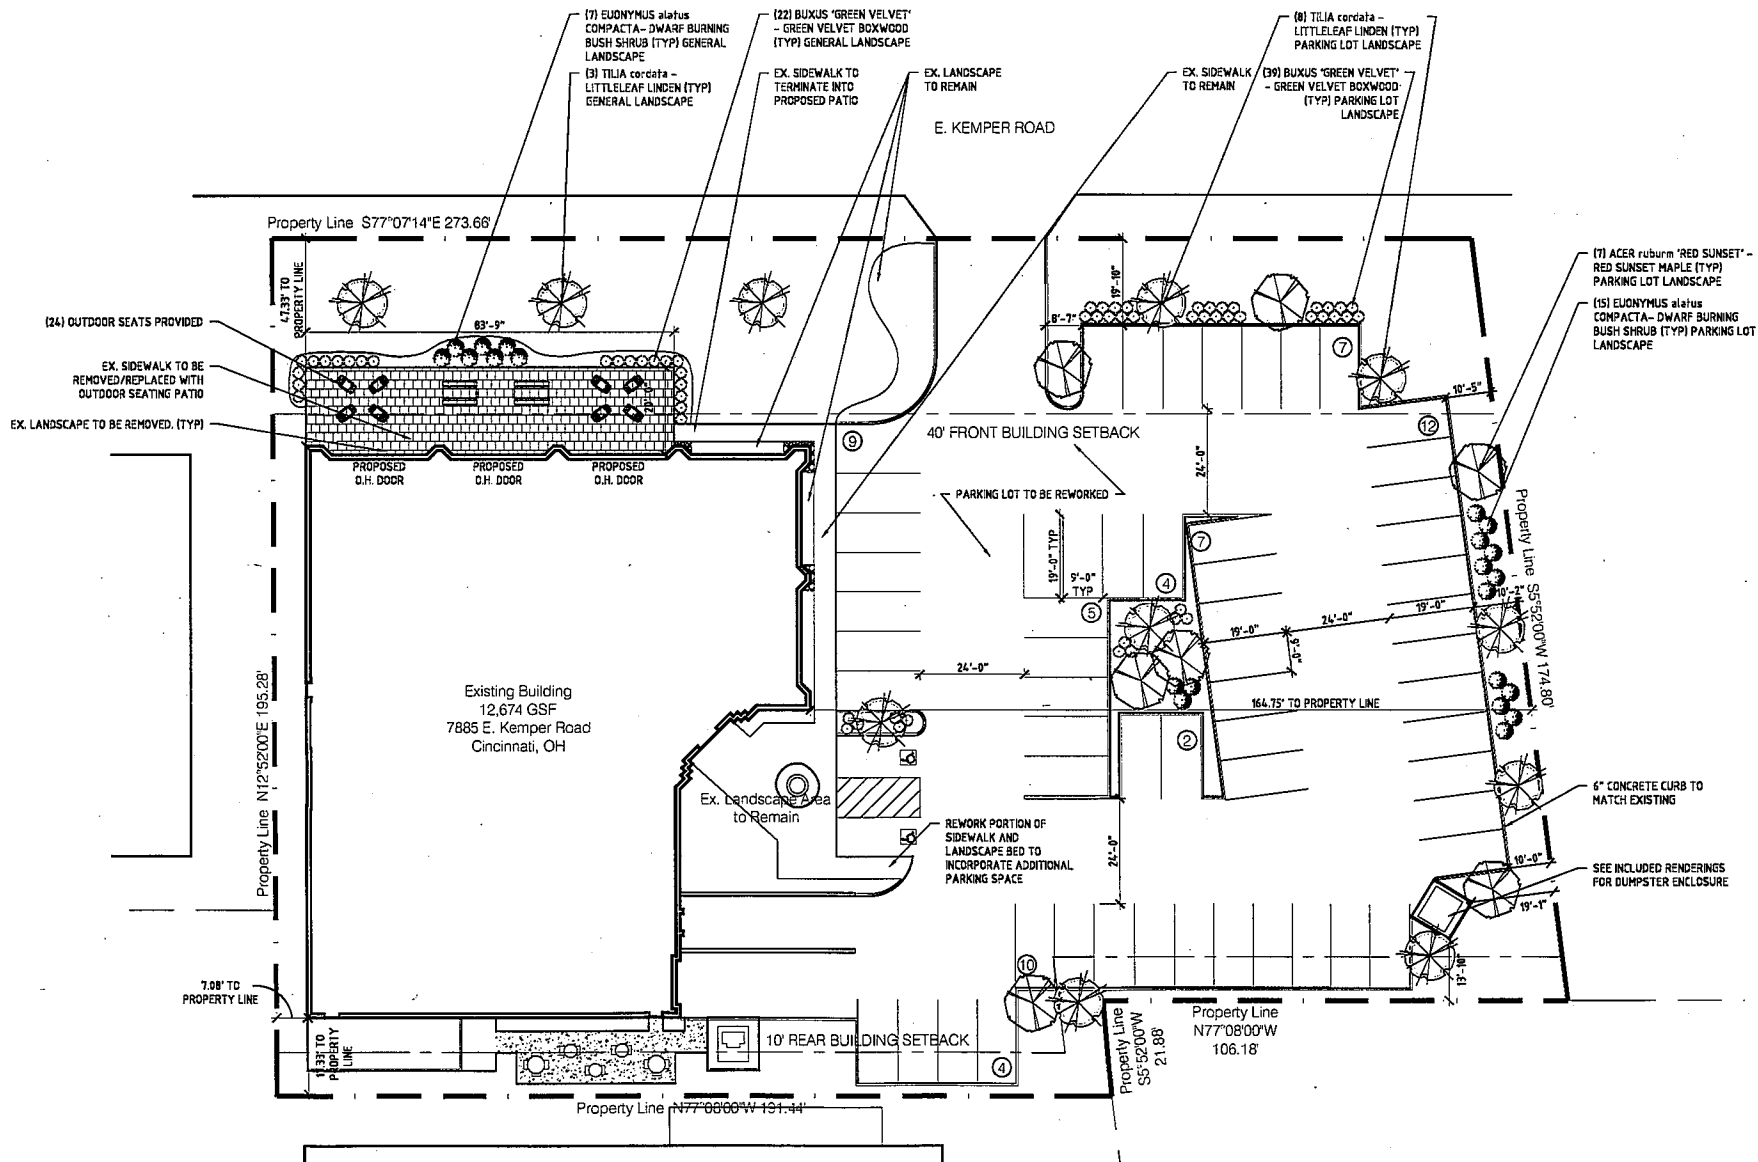 (7) EUONYMUS alatus
COMPACTA- DWARF BURNING
BUSH SHRUB (TYP) GENERAL
LANDSCAPE
(3) TILIA cordata -
LITTLELEAF LINDEN (TYP)
GENERAL LANDSCAPE
(22) BUXUS 'GREEN VELVET'
- GREEN VELVET BOXWOOD
(TYP) GENERAL LANDSCAPE
EX. SIDEWALK TO
TERMINATE INTO
PROPOSED PATIO
EX. LANDSCAPE
TO REMAIN
E. KEMPER ROAD
EX. SIDEWALK
TO REMAIN
(8) TILIA cordata -
LITTLELEAF LINDEN (TYP)
PARKING LOT LANDSCAPE
(39) BUXUS 'GREEN VELVET'
- GREEN VELVET BOXWOOD
(TYP) PARKING LOT
LANDSCAPE
Property Line S77°07'14"E 273.66'
47.33' TO
PROPERTY LINE
83'-9"
19'-10"
8'-7"
7
10'-5"
(7) ACER ruburm 'RED SUNSET' -
RED SUNSET MAPLE (TYP)
PARKING LOT LANDSCAPE
(15) EUONYMUS alatus
COMPACTA- DWARF BURNING
BUSH SHRUB (TYP) PARKING LOT
LANDSCAPE
(24) OUTDOOR SEATS PROVIDED
EX. SIDEWALK TO BE
REMOVED/REPLACED WITH
OUTDOOR SEATING PATIO
EX. LANDSCAPE TO BE REMOVED. (TYP)
20'-0"
PROPOSED
O.H. DOOR
PROPOSED
O.H. DOOR
PROPOSED
O.H. DOOR
9
40' FRONT BUILDING SETBACK
12
24'-0"
PARKING LOT TO BE REWORKED
19'-0" TYP
9'-0"
TYP
7
4
5
10'-2"
19'-0"
24'-0"
19'-0"
9'-0"
Property Line S5°52'00"W 174.80'
24'-0"
164.75' TO PROPERTY LINE
2
Property Line N12°52'00"E 195.28'
Existing Building
12,674 GSF
7885 E. Kemper Road
Cincinnati, OH
Ex. Landscape Area
to Remain
REWORK PORTION OF
SIDEWALK AND
LANDSCAPE BED TO
INCORPORATE ADDITIONAL
PARKING SPACE
24'-0"
6" CONCRETE CURB TO
MATCH EXISTING
10'-0"
SEE INCLUDED RENDERINGS
FOR DUMPSTER ENCLOSURE
19'-1"
13'-10"
10
7.08' TO
PROPERTY LINE
17.33' TO
PROPERTY
LINE
10' REAR BUILDING SETBACK
4
Property Line
S5°52'00"W
21.88'
Property Line
N77°08'00"W
106.18'
Property Line N77°08'00"W 191.44'